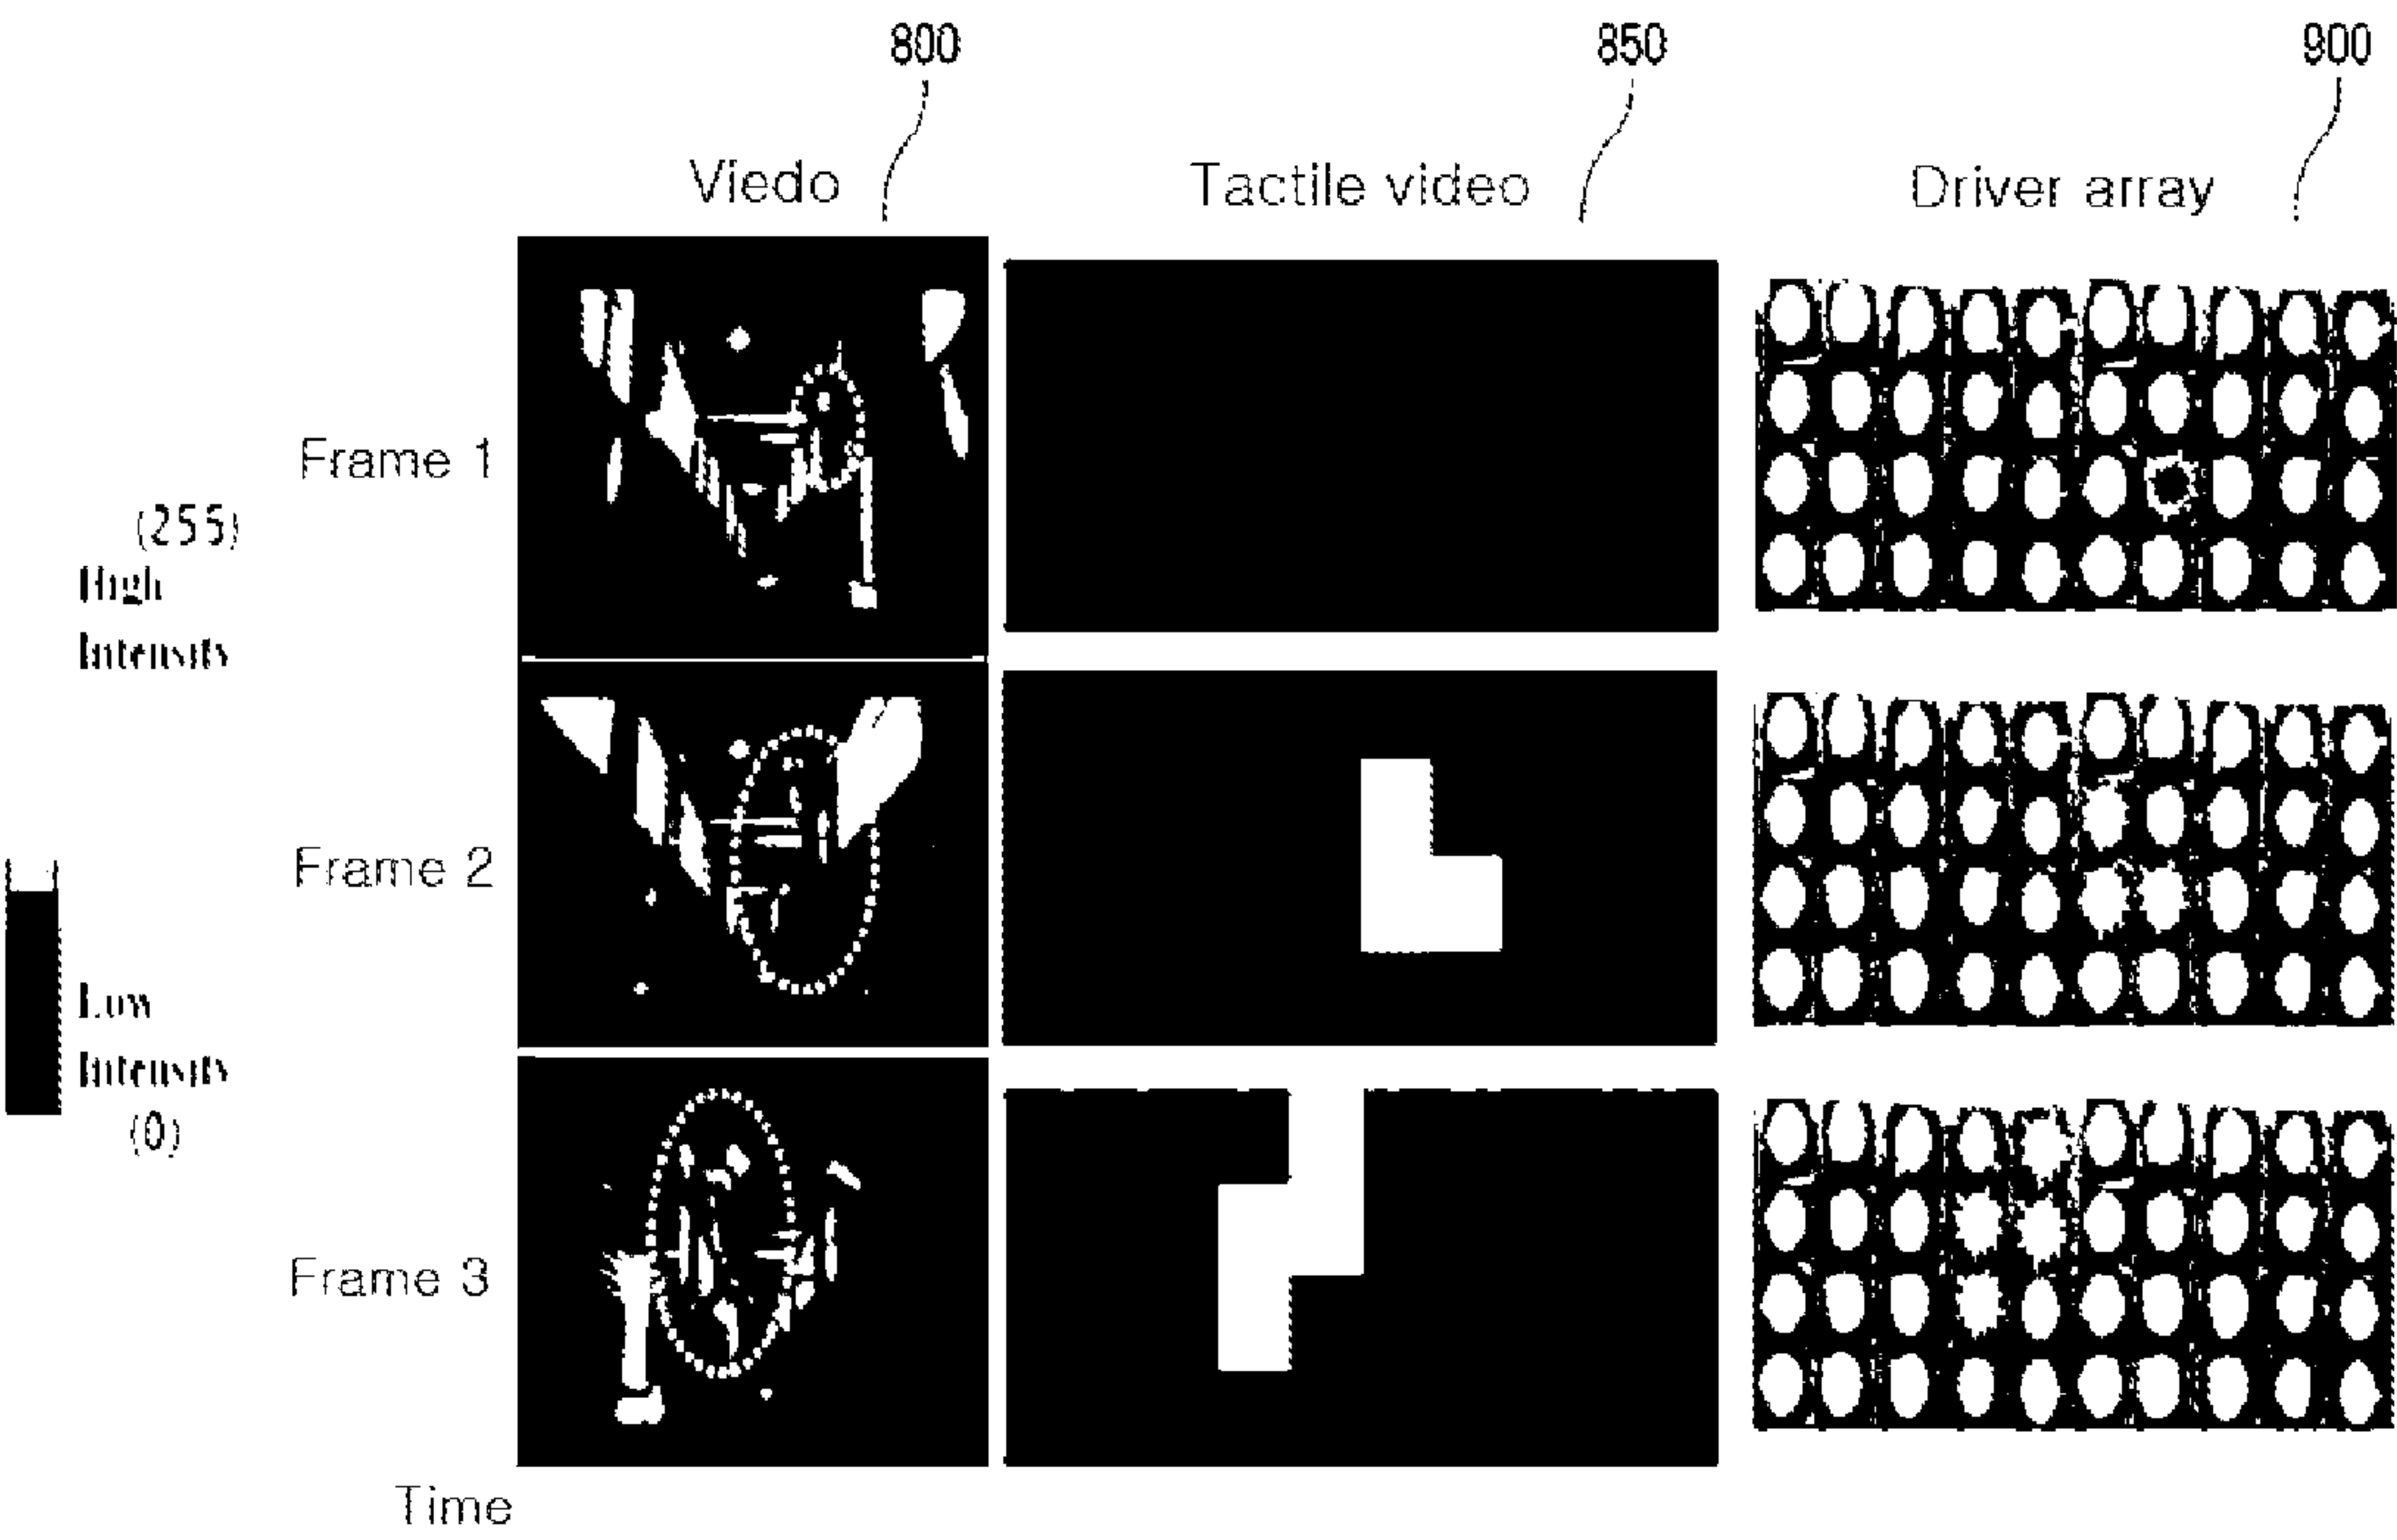 800
850
900
Viedo
Tactile video
Driver array
Frame 1
(255)
High
Intensity
Frame 2
Low
Intensity
(0)
Frame 3
Time